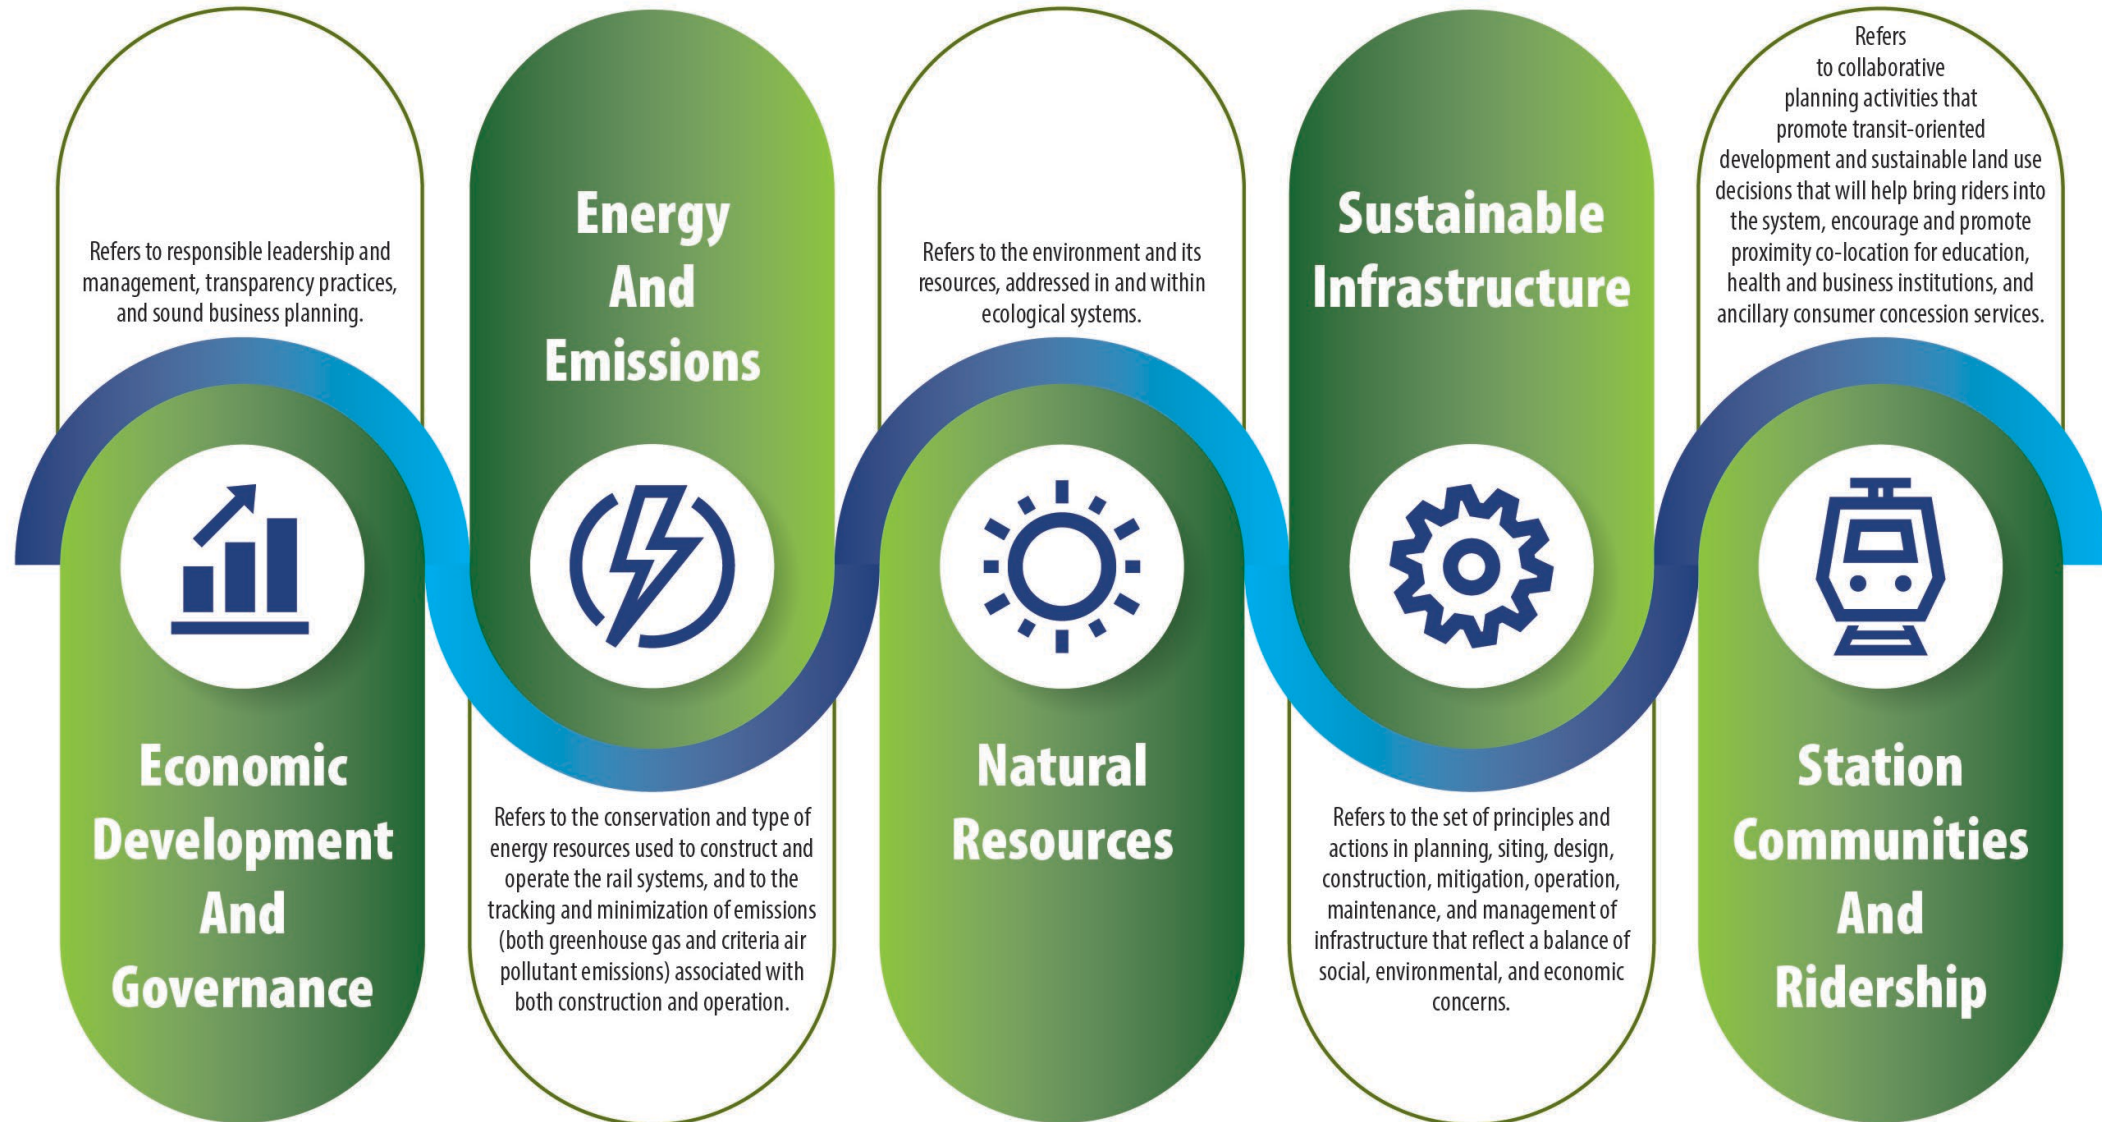 Refers to responsible leadership and
management, transparency practices,
and sound business planning.
Economic
Development
And
Governance
Energy
And
Emissions
Refers to the conservation and type of
energy resources used to construct and
operate the rail systems, and to the
tracking and minimization of emissions
(both greenhouse gas and criteria air
pollutant emissions) associated with
both construction and operation.
Refers to the environment and its
resources, addressed in and within
ecological systems.
Natural
Resources
Sustainable
Infrastructure
Refers to the set of principles and
actions in planning, siting, design,
construction, mitigation, operation,
maintenance, and management of
infrastructure that reflect a balance of
social, environmental, and economic
concerns.
Refers
to collaborative
planning activities that
promote transit-oriented
development and sustainable land use
decisions that will help bring riders into
the system, encourage and promote
proximity co-location for education,
health and business institutions, and
ancillary consumer concession services.
Station
Communities
And
Ridership